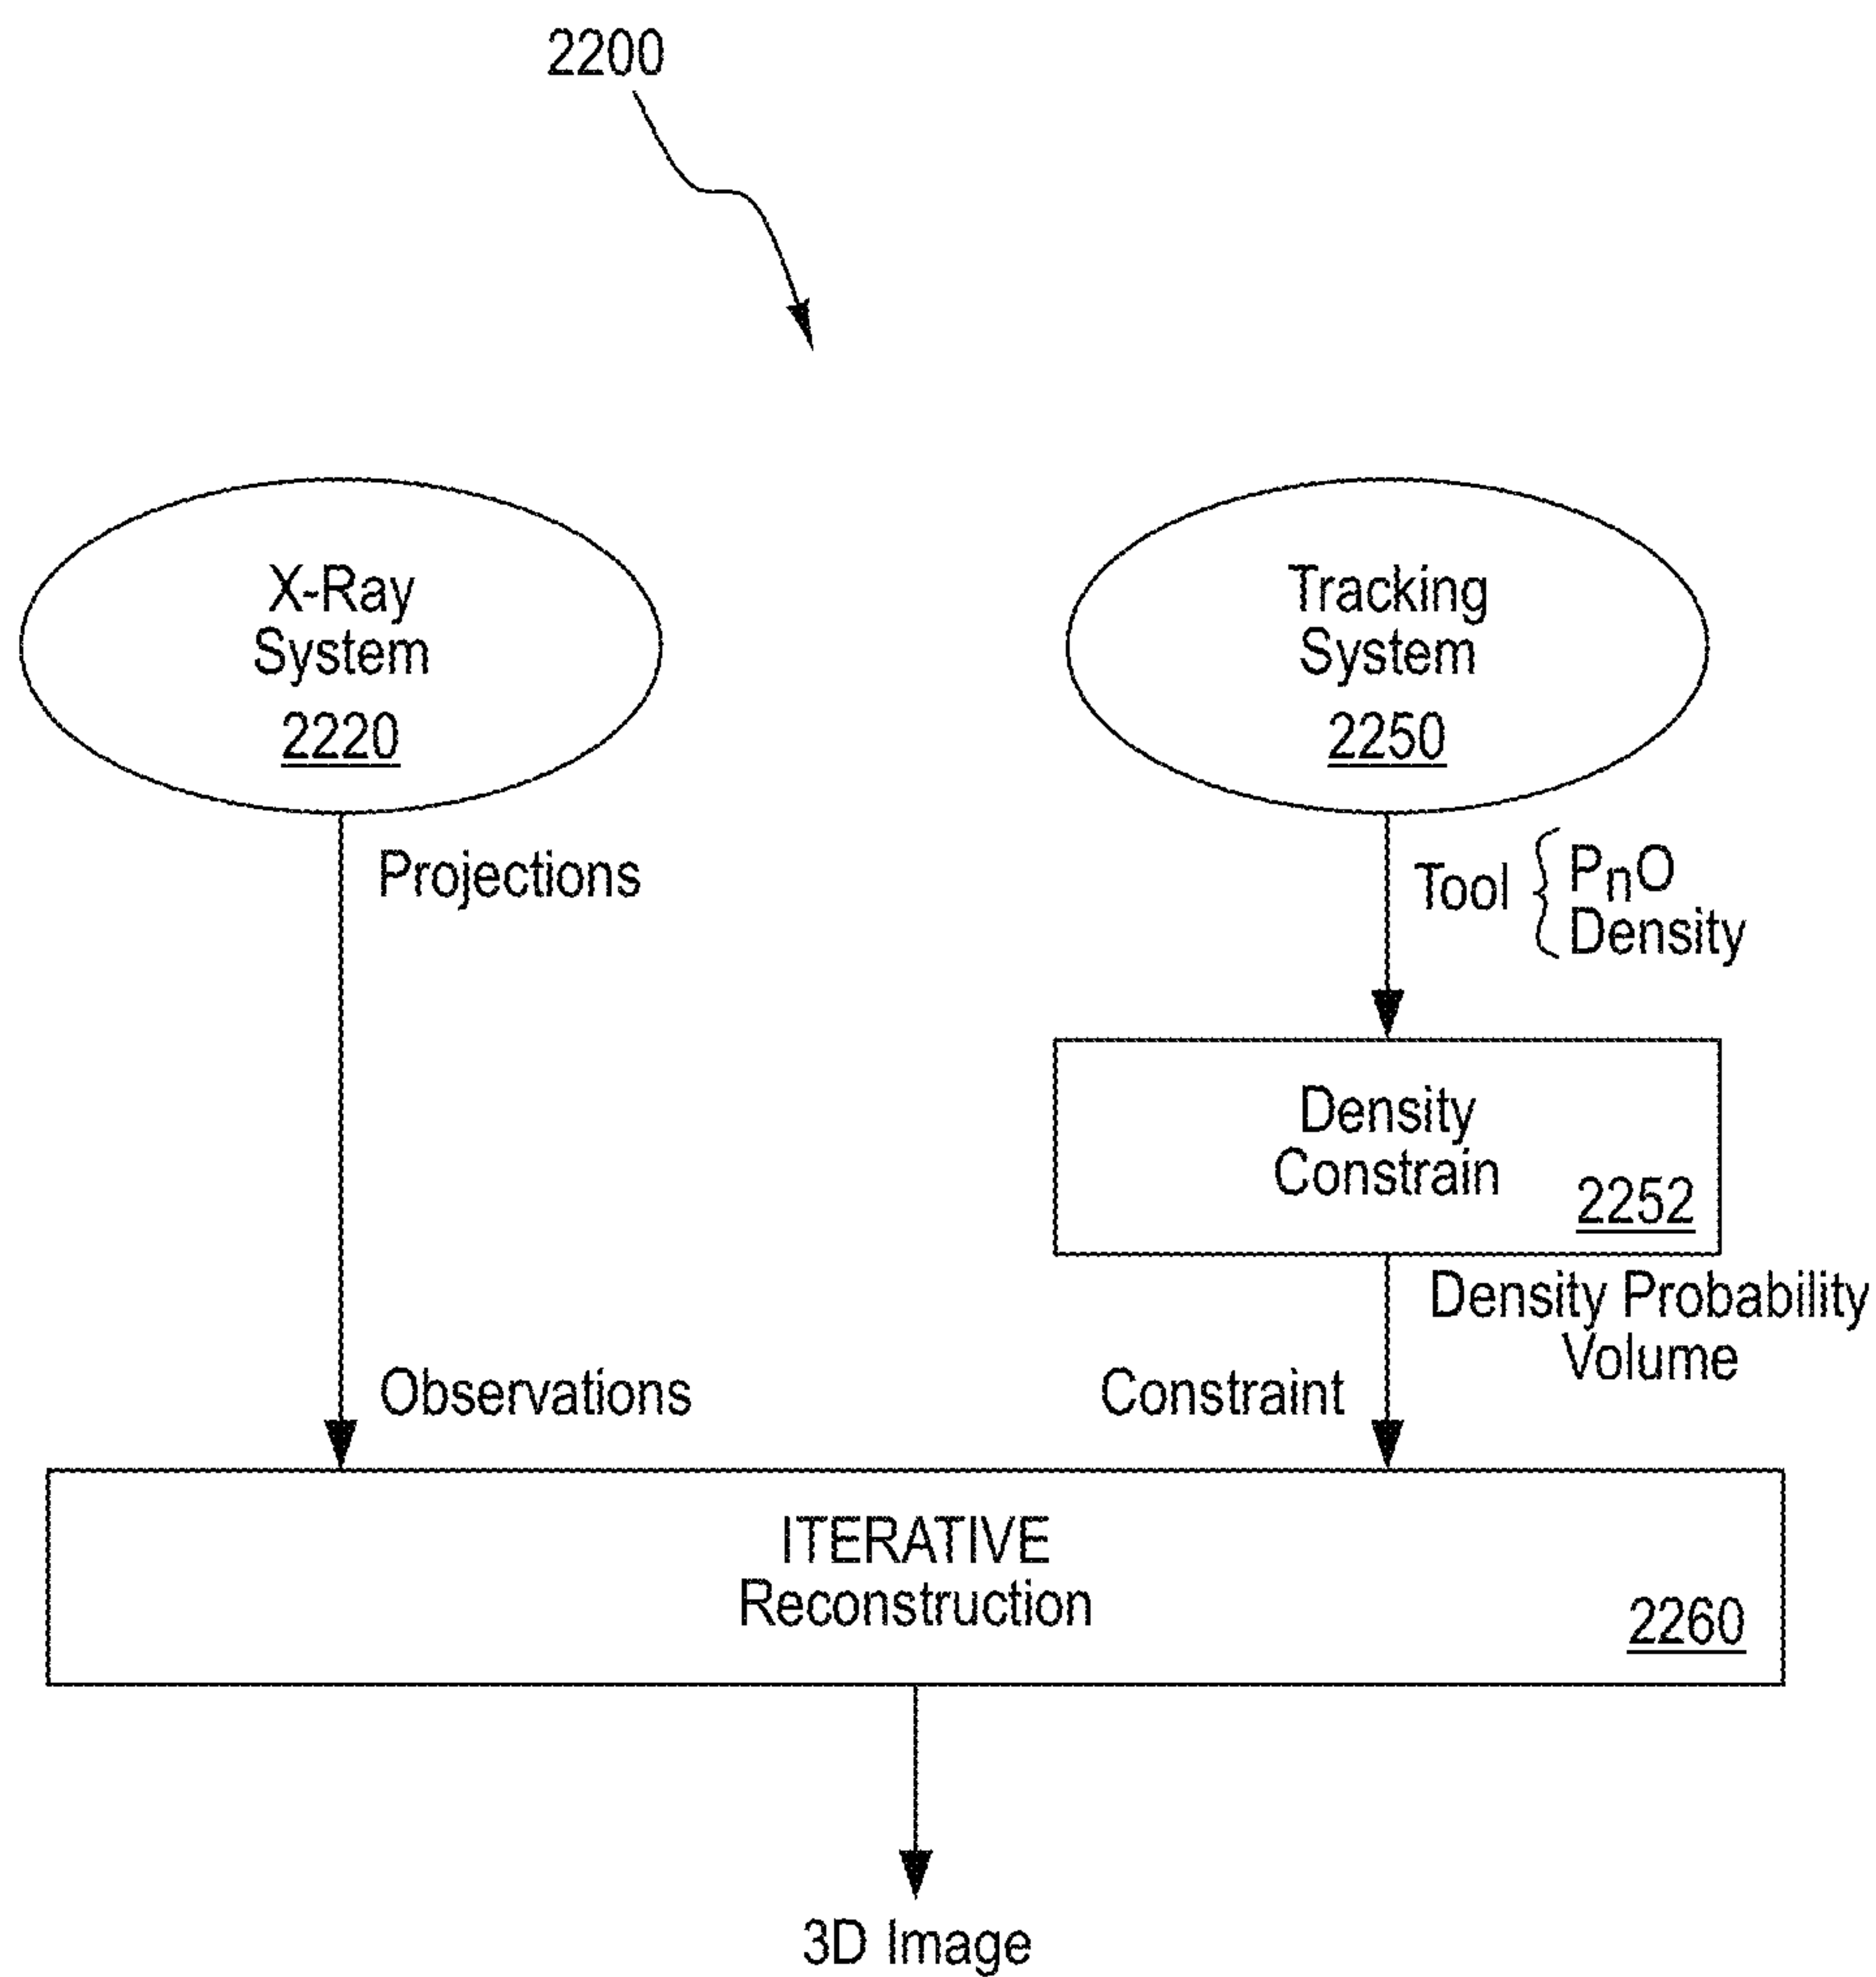 2200
X-Ray
System
2220
Tracking
System
2250
Projections
Tool { PnO
Density
Density
Constrain
2252
Density Probability
Volume
Observations
Constraint
ITERATIVE
Reconstruction
2260
3D Image